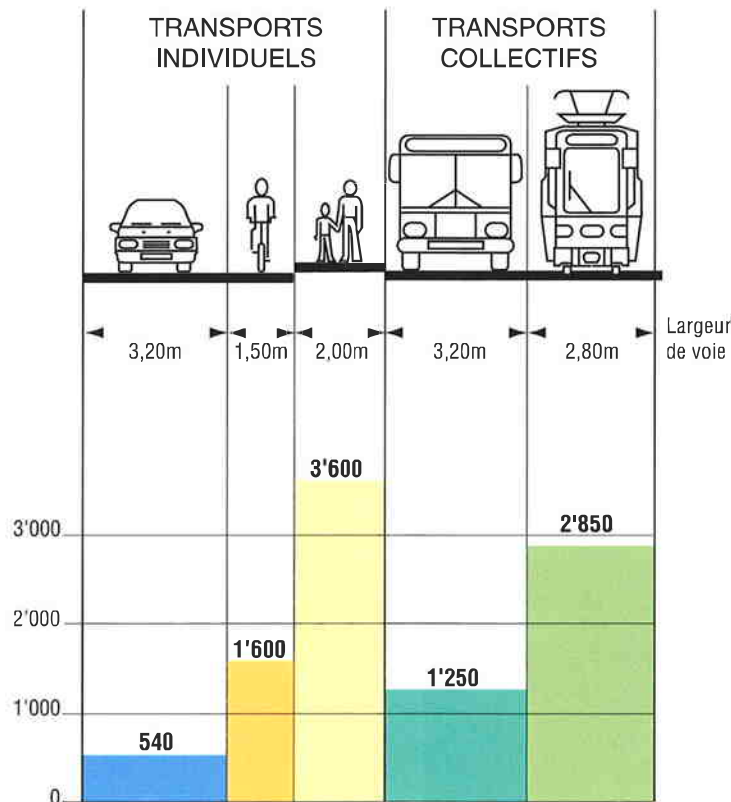 TRANSPORTS
INDIVIDUELS
TRANSPORTS
COLLECTIFS
3,20m
1,50m
2,00m
3,20m
2,80m
Largeur
de voie
3'600
3'000
2'850
2'000
1'600
1'250
1'000
540
0